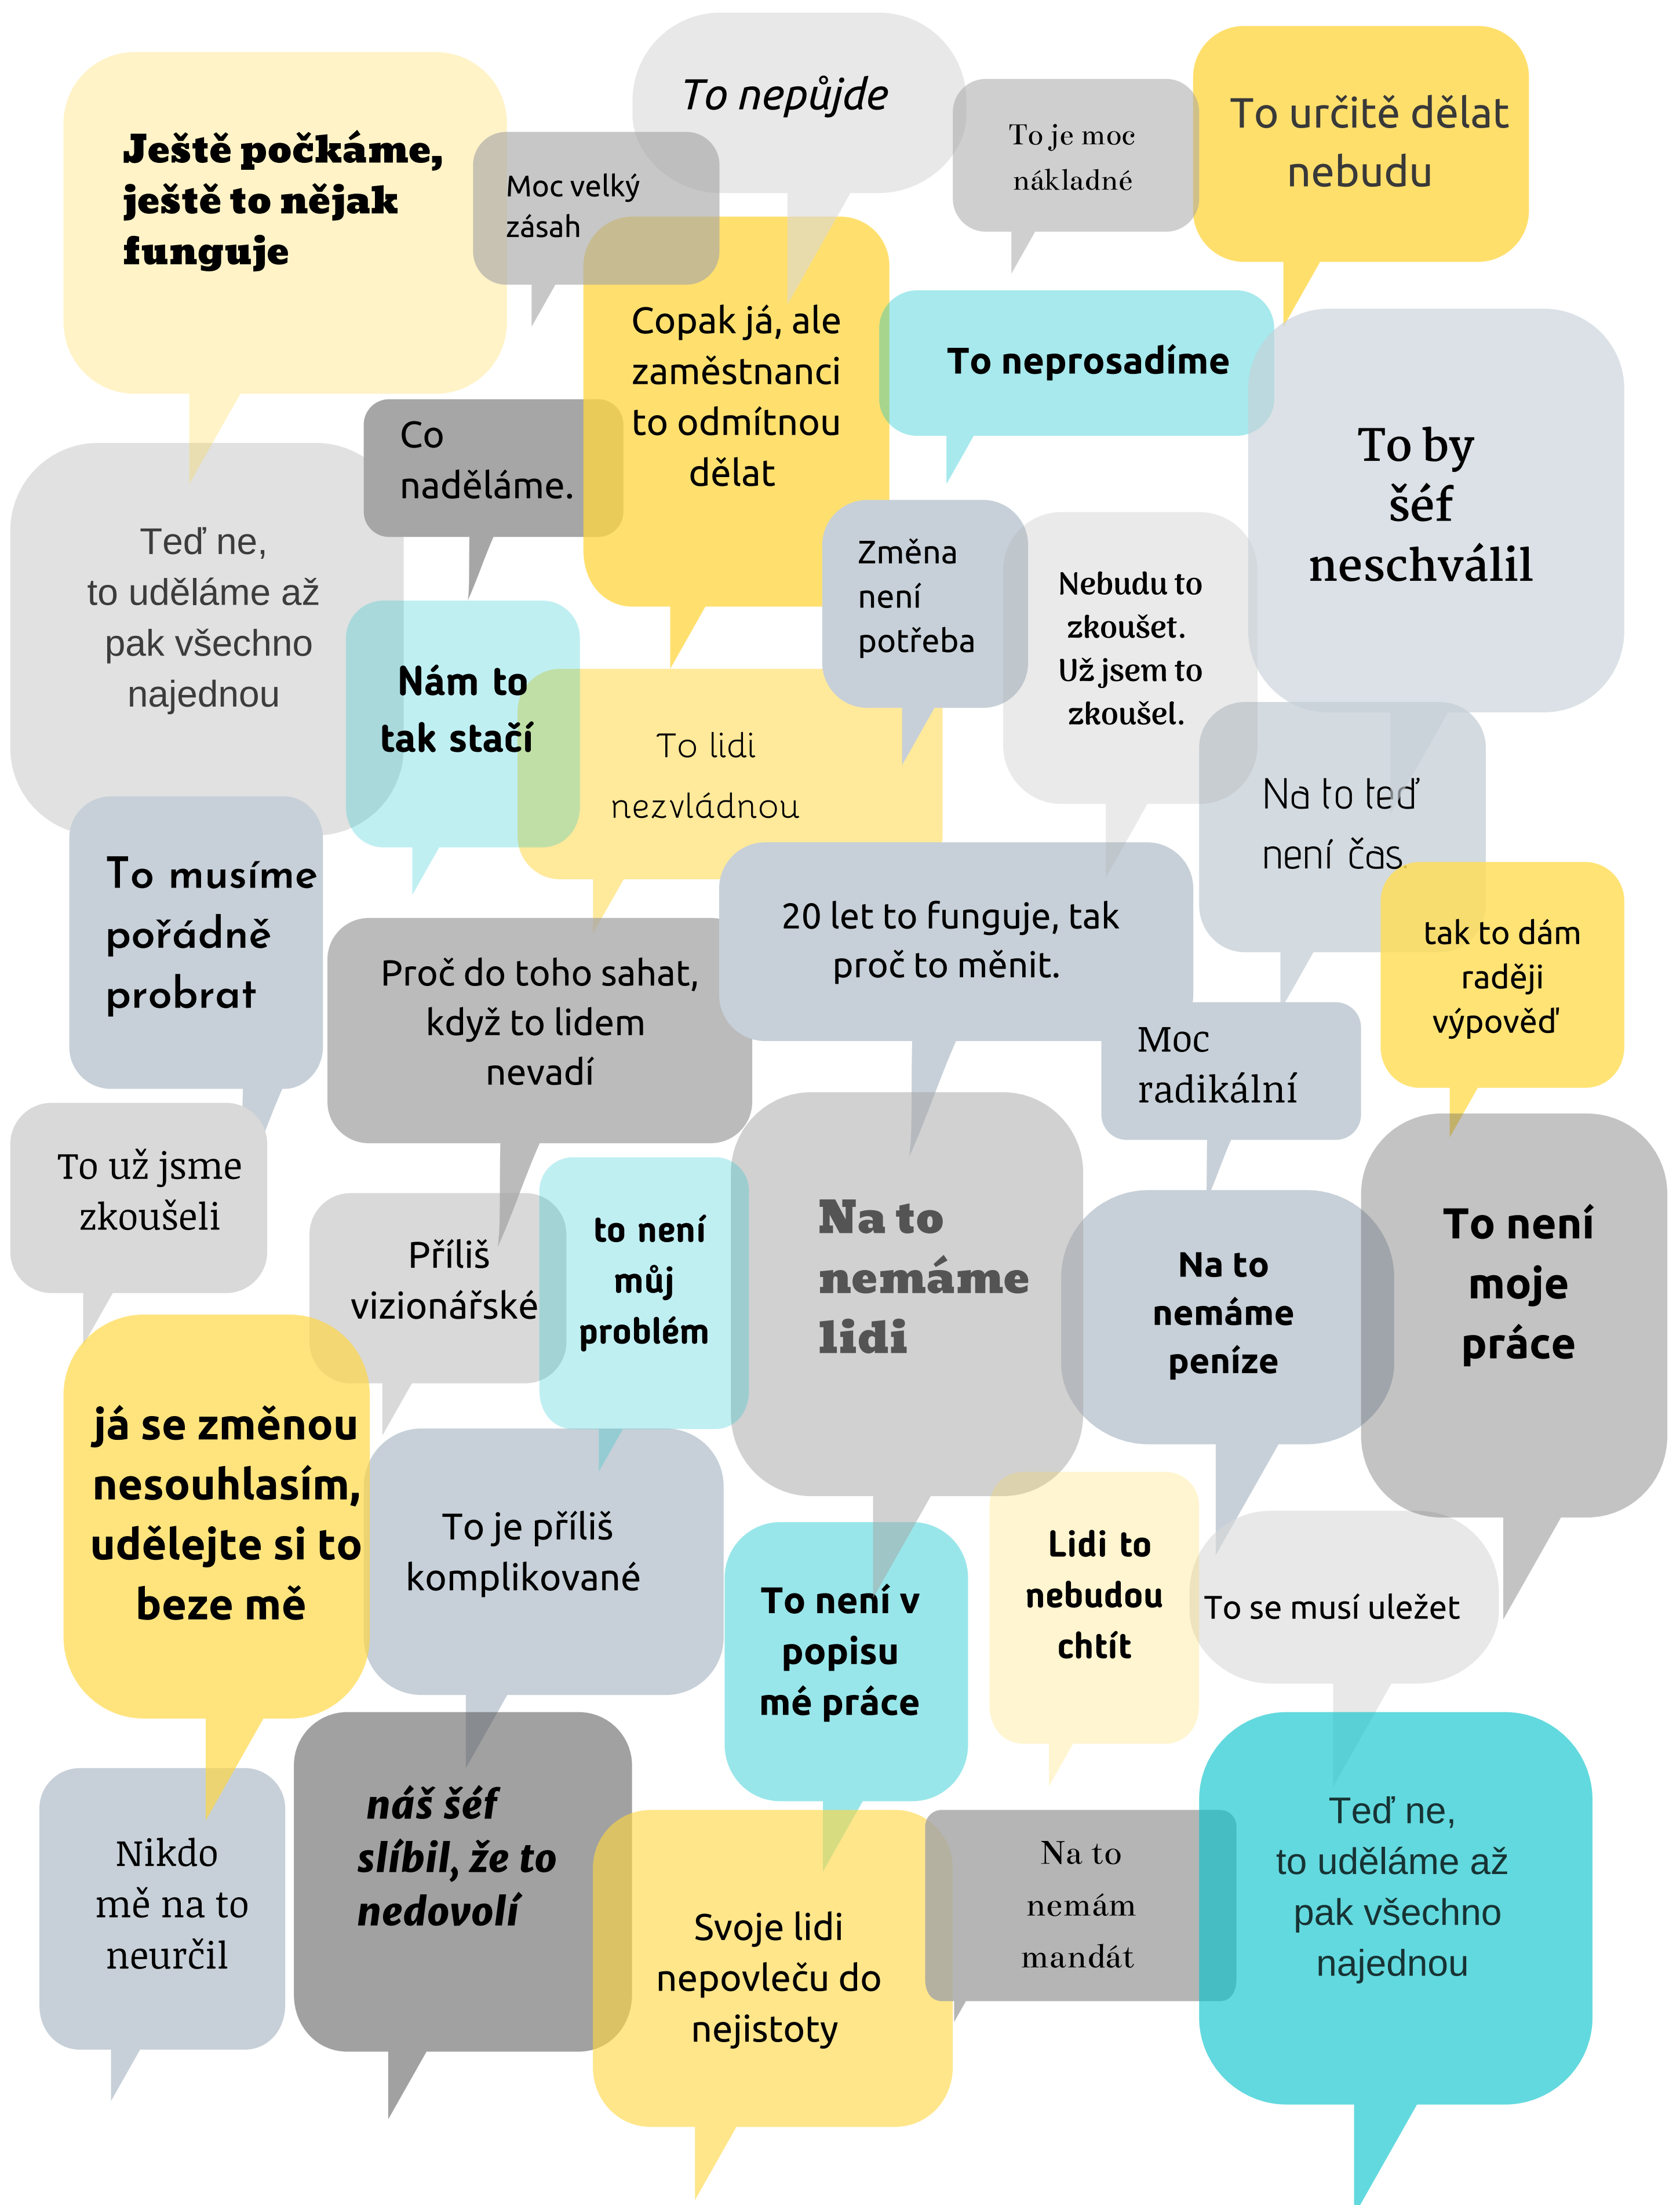 To nepůjde
To určitě dělat
nebudu
To je moc
nákladné
Ještě počkáme,
ještě to nějak
funguje
Moc velký
zásah
Copak já, ale
zaměstnanci
to odmítnou
dělat
To neprosadíme
Co
naděláme.
To by
šéf
neschválil
Teď ne,
to uděláme až
pak všechno
najednou
Změna
není
potřeba
Nebudu to
zkoušet.
Už jsem to
zkoušel.
Nám to
tak stačí
To lidi
nezvládnou
Na to teď
není čas.
To musíme
pořádně
probrat
Proč do toho sahat,
když to lidem
nevadí
20 let to funguje, tak
proč to měnit.
tak to dám
raději
výpověď
Moc
radikální
To už jsme
zkoušeli
Příliš
vizionářské
to není
můj
problém
Na to
nemáme
lidi
Na to
nemáme
peníze
To není
moje
práce
já se změnou
nesouhlasím,
udělejte si to
beze mě
To je příliš
komplikované
To není v
popisu
mé práce
Lidi to
nebudou
chtít
To se musí uležet
Nikdo
mě na to
neurčil
náš šéf
slíbil, že to
nedovolí
Svoje lidi
nepovleču do
nejistoty
Na to
nemám
mandát
Teď ne,
to uděláme až
pak všechno
najednou